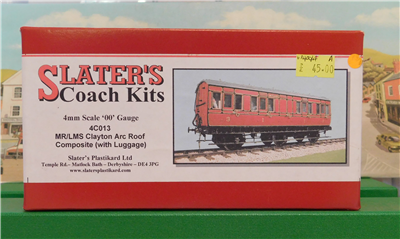 SLATER'S
Coach Kits
4mm Scale '00' Gauge
4C013
MR/LMS Clayton Arc Roof
Composite (with Luggage)
Slater's Plastikard Ltd
Temple Rd.- Matlock Bath - Derbyshire - DE4 3PG
www.slatersplastikard.com
A
£ 45.00